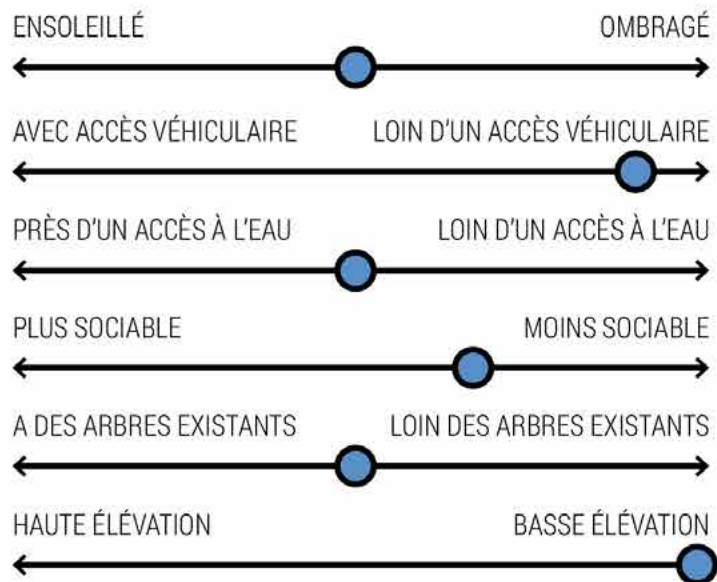 ENSOLEILLÉ OMBRAGÉ
AVEC ACCÈS VÉHICULAIRE LOIN D'UN ACCÈS VÉHICULAIRE
PRÈS D'UN ACCÈS À L'EAU LOIN D'UN ACCÈS À L'EAU
PLUS SOCIABLE MOINS SOCIABLE
A DES ARBRES EXISTANTS LOIN DES ARBRES EXISTANTS
HAUTE ÉLÉVATION BASSE ÉLÉVATION